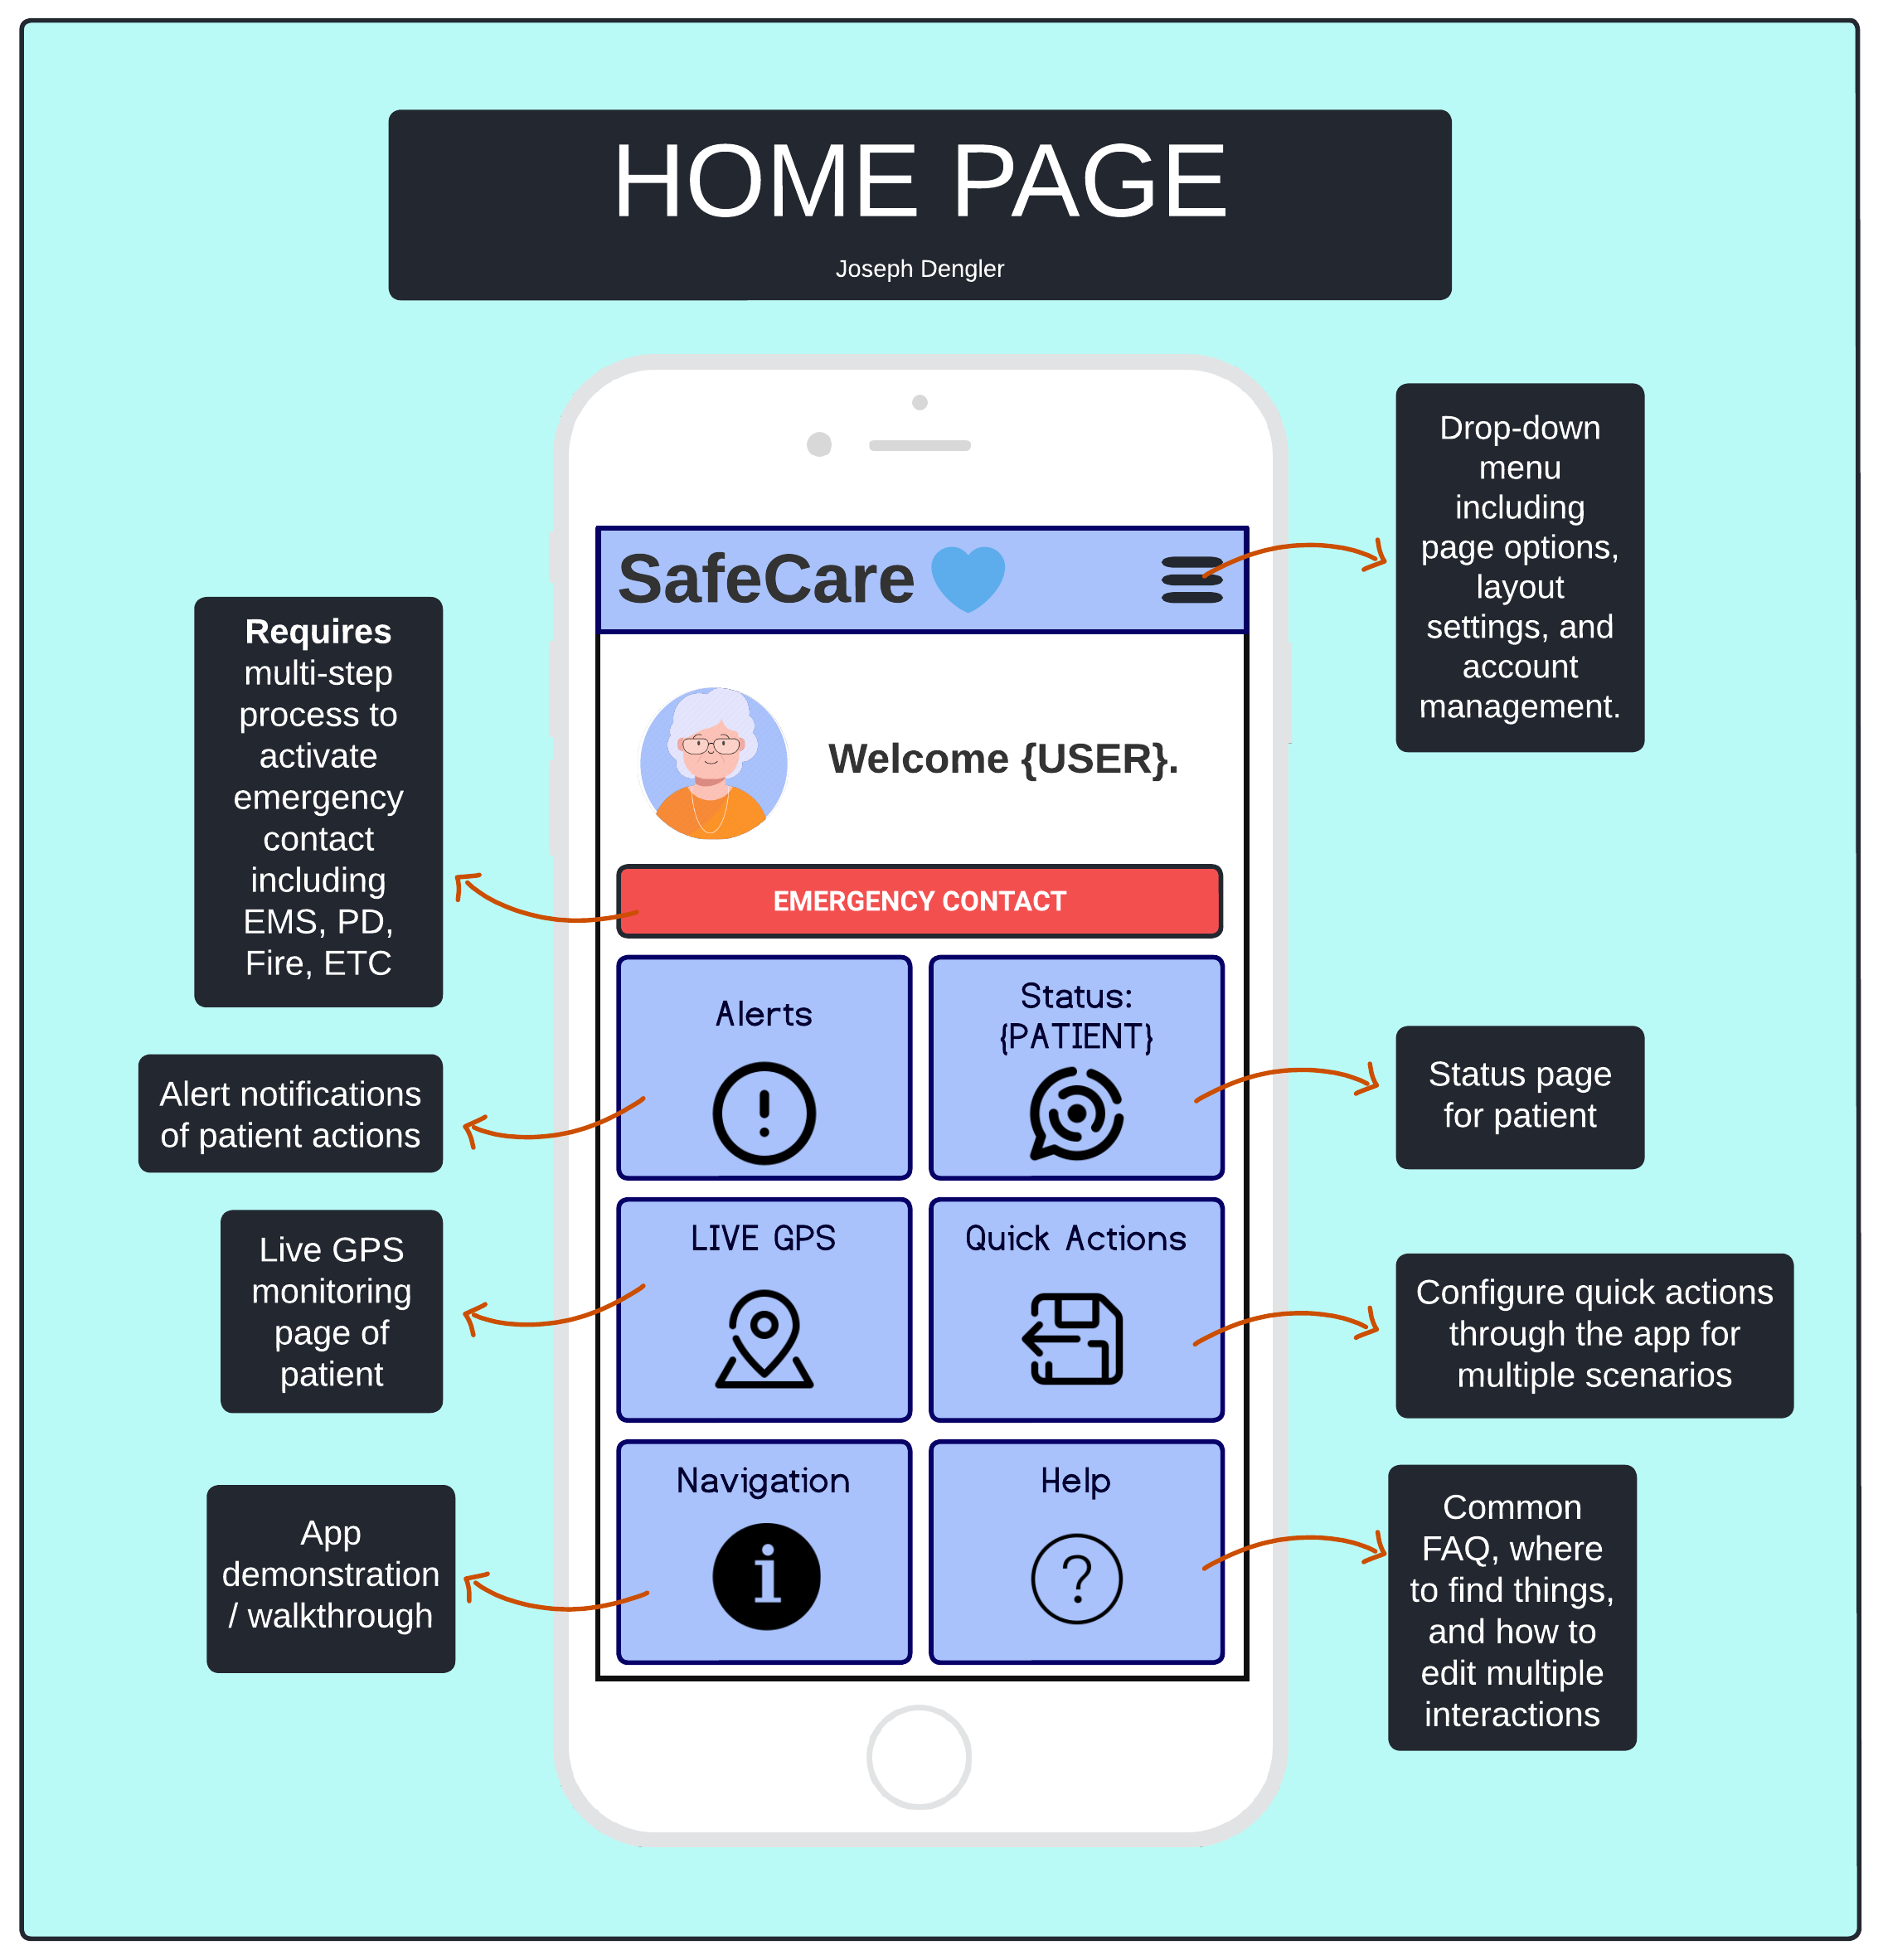 HOME PAGE
Joseph Dengler
Drop-down
menu
including
page options,
layout
settings, and
account
management.
SafeCare
Welcome {USER}.
Requires
multi-step
process to
activate
emergency
contact
including
EMS, PD,
Fire, ETC
EMERGENCY CONTACT
Alerts
Status:
{PATIENT}
Alert notifications
of patient actions
Status page
for patient
LIVE GPS
Quick Actions
Live GPS
monitoring
page of
patient
Configure quick actions
through the app for
multiple scenarios
Navigation
Help
App
demonstration
/ walkthrough
Common
FAQ, where
to find things,
and how to
edit multiple
interactions